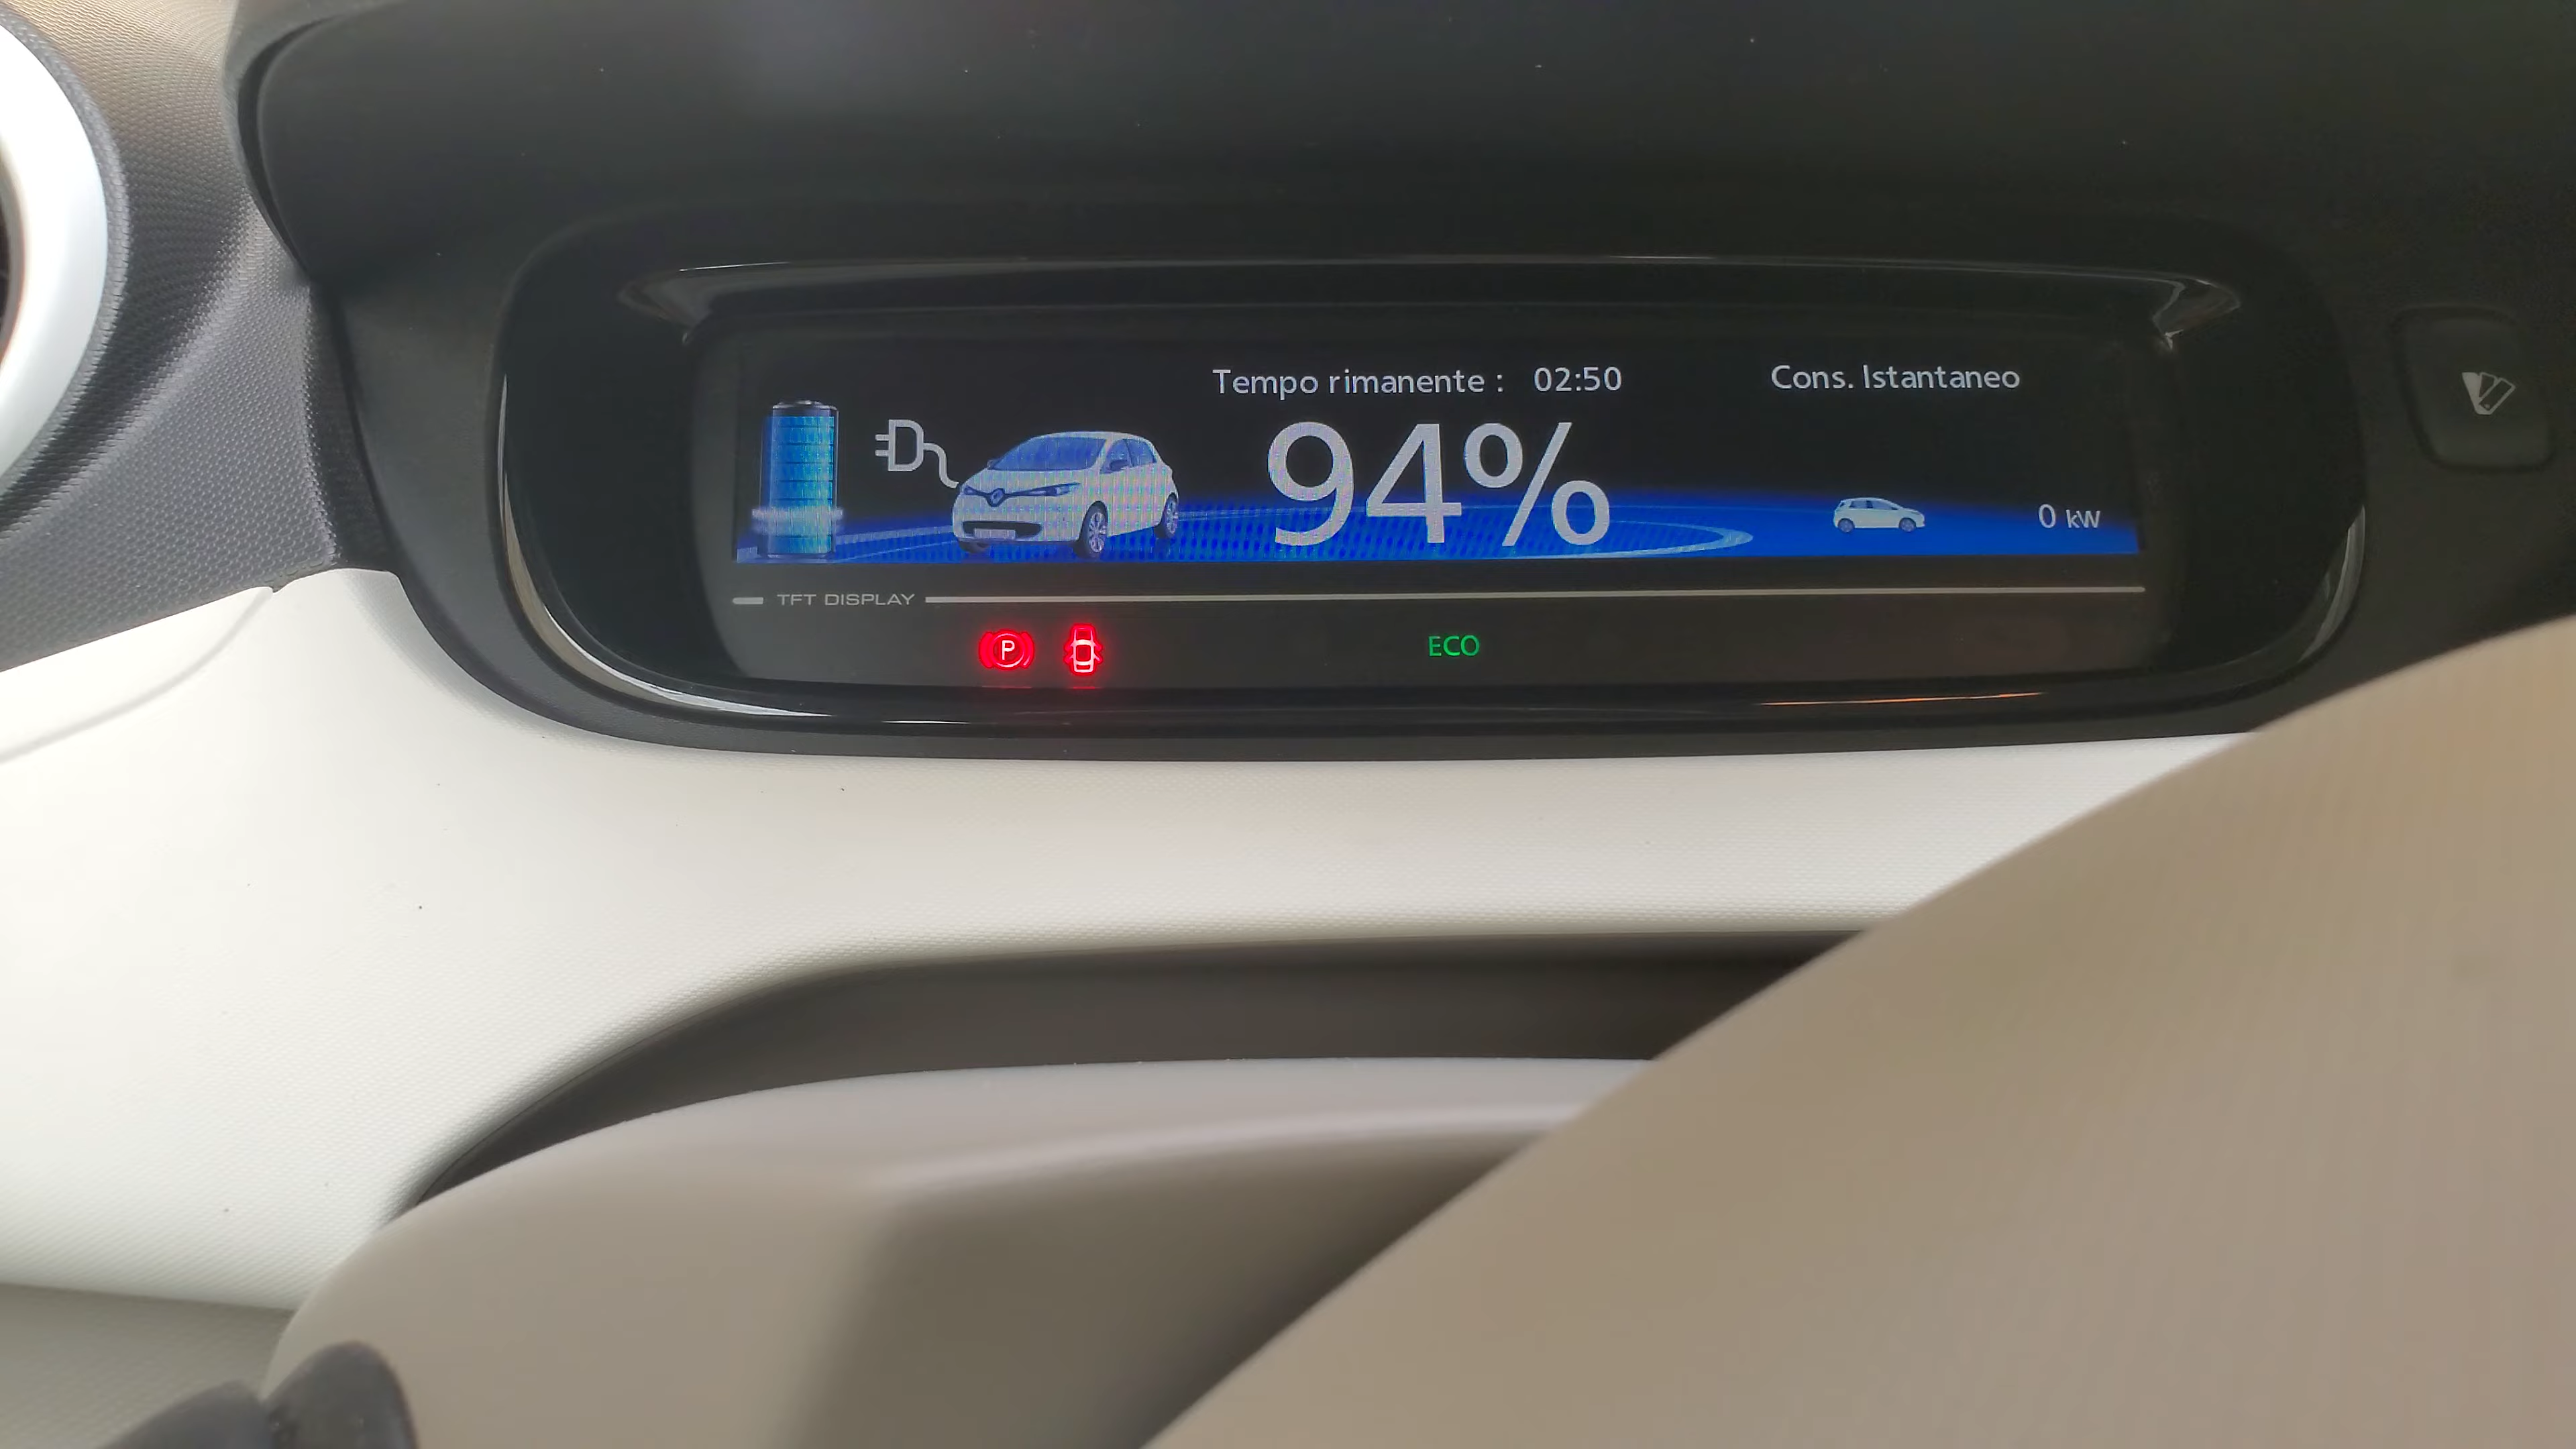 Tempo rimanente : 02:50
Cons. Istantaneo
94%
0 kW
TFT DISPLAY
P
ECO